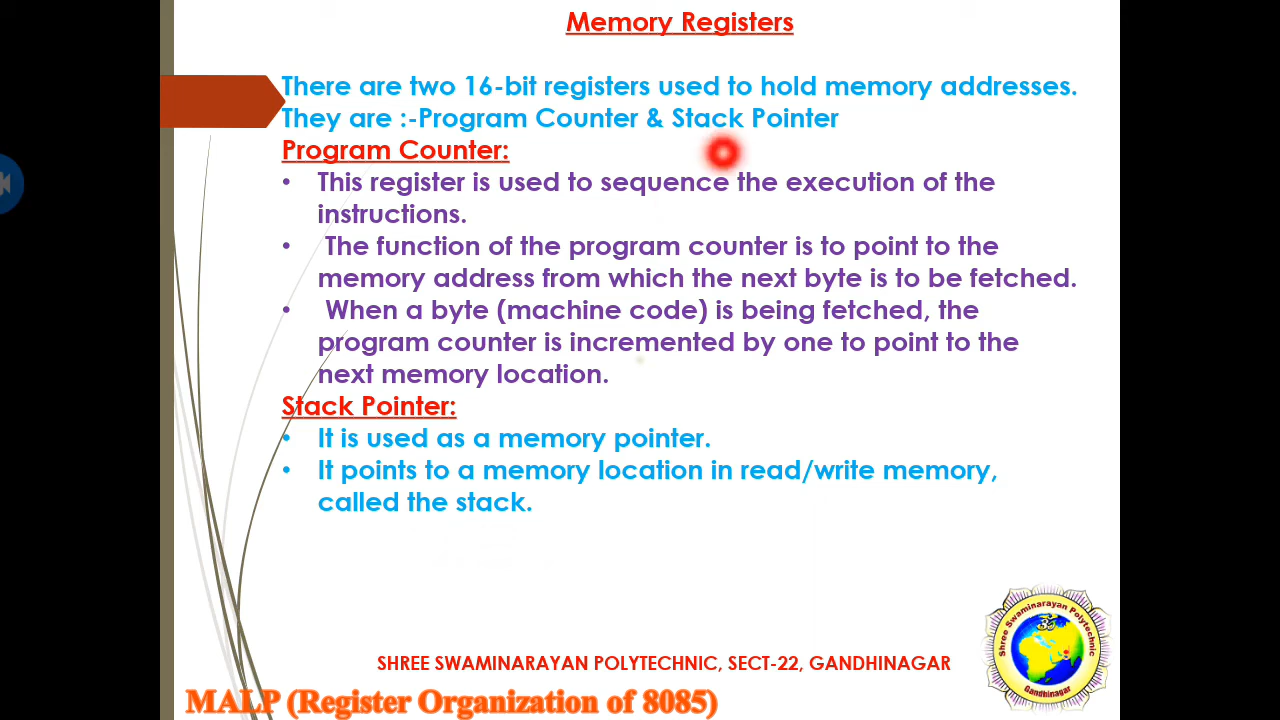 Memory Registers
There are two 16-bit registers used to hold memory addresses.
They are :-Program Counter & Stack Pointer
Program Counter:
• This register is used to sequence the execution of the
instructions.
• The function of the program counter is to point to the
memory address from which the next byte is to be fetched.
• When a byte (machine code) is being fetched, the
program counter is incremented by one to point to the
next memory location.
Stack Pointer:
• It is used as a memory pointer.
• It points to a memory location in read/write memory,
called the stack.
Shree Swaminarayan Polytechnic
Gandhinagar
SHREE SWAMINARAYAN POLYTECHNIC, SECT-22, GANDHINAGAR
MALP (Register Organization of 8085)